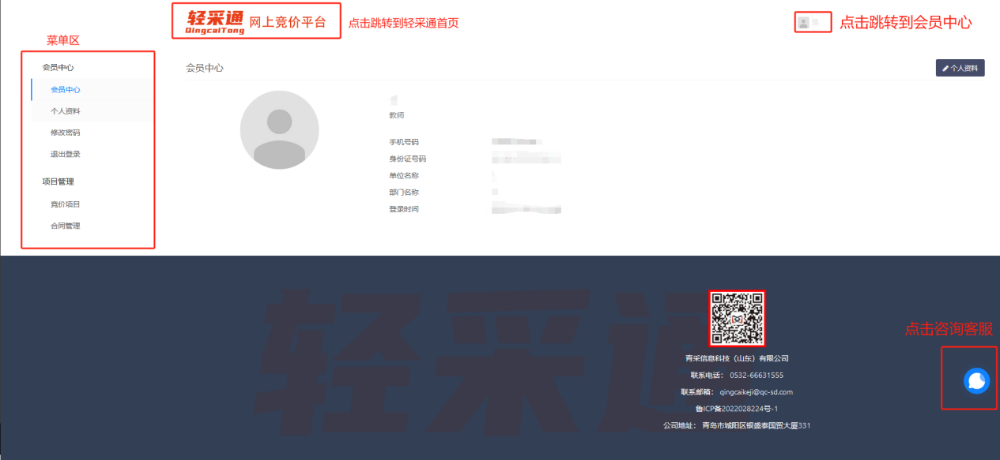 轻采通 网上竞价平台
QingcaiTong
点击跳转到轻采通首页
点击跳转到会员中心
菜单区
会员中心
会员中心
个人资料
修改密码
退出登录
项目管理
竞价项目
合同管理
会员中心
个人资料
教师
手机号码
身份证号码
单位名称
部门名称
登录时间
轻采通
点击咨询客服
青采信息科技（山东）有限公司
联系电话： 0532-66631555
联系邮箱： qingcaikeji@qc-sd.com
鲁ICP备2022028224号-1
公司地址： 青岛市城阳区银盛泰国贸大厦331